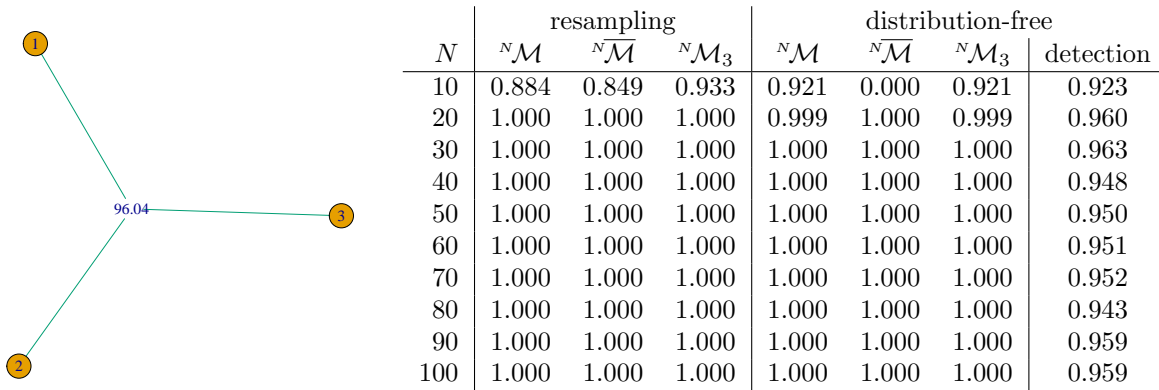 1
96.04
3
2
resampling distribution-free
N ᴺℳ ᴺℳ̅ ᴺℳ₃ ᴺℳ ᴺℳ̅ ᴺℳ₃ detection
10 0.884 0.849 0.933 0.921 0.000 0.921 0.923
20 1.000 1.000 1.000 0.999 1.000 0.999 0.960
30 1.000 1.000 1.000 1.000 1.000 1.000 0.963
40 1.000 1.000 1.000 1.000 1.000 1.000 0.948
50 1.000 1.000 1.000 1.000 1.000 1.000 0.950
60 1.000 1.000 1.000 1.000 1.000 1.000 0.951
70 1.000 1.000 1.000 1.000 1.000 1.000 0.952
80 1.000 1.000 1.000 1.000 1.000 1.000 0.943
90 1.000 1.000 1.000 1.000 1.000 1.000 0.959
100 1.000 1.000 1.000 1.000 1.000 1.000 0.959